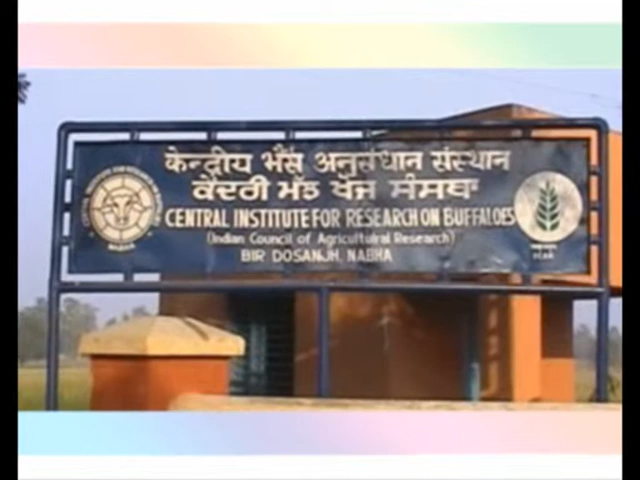 केन्द्रीय भैंस अनुसंधान संस्थान
ਕੇਂਦਰੀ ਮੱਝ ਖੋਜ ਸੰਸਥਾ
CENTRAL INSTITUTE FOR RESEARCH ON BUFFALOES
(Indian Council of Agricultural Research)
BIR DOSANJH, NABHA